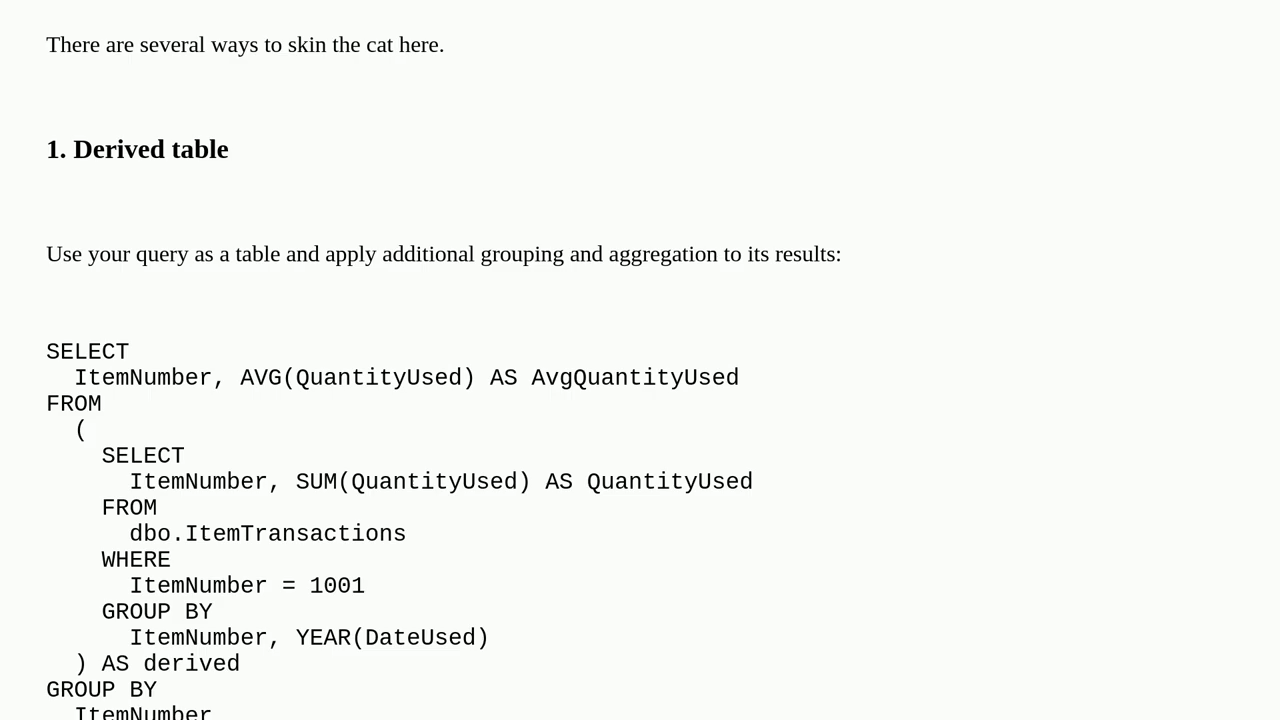 There are several ways to skin the cat here.
1. Derived table
Use your query as a table and apply additional grouping and aggregation to its results:
SELECT
  ItemNumber, AVG(QuantityUsed) AS AvgQuantityUsed
FROM
  (
    SELECT
      ItemNumber, SUM(QuantityUsed) AS QuantityUsed
    FROM
      dbo.ItemTransactions
    WHERE
      ItemNumber = 1001
    GROUP BY
      ItemNumber, YEAR(DateUsed)
  ) AS derived
GROUP BY
  ItemNumber